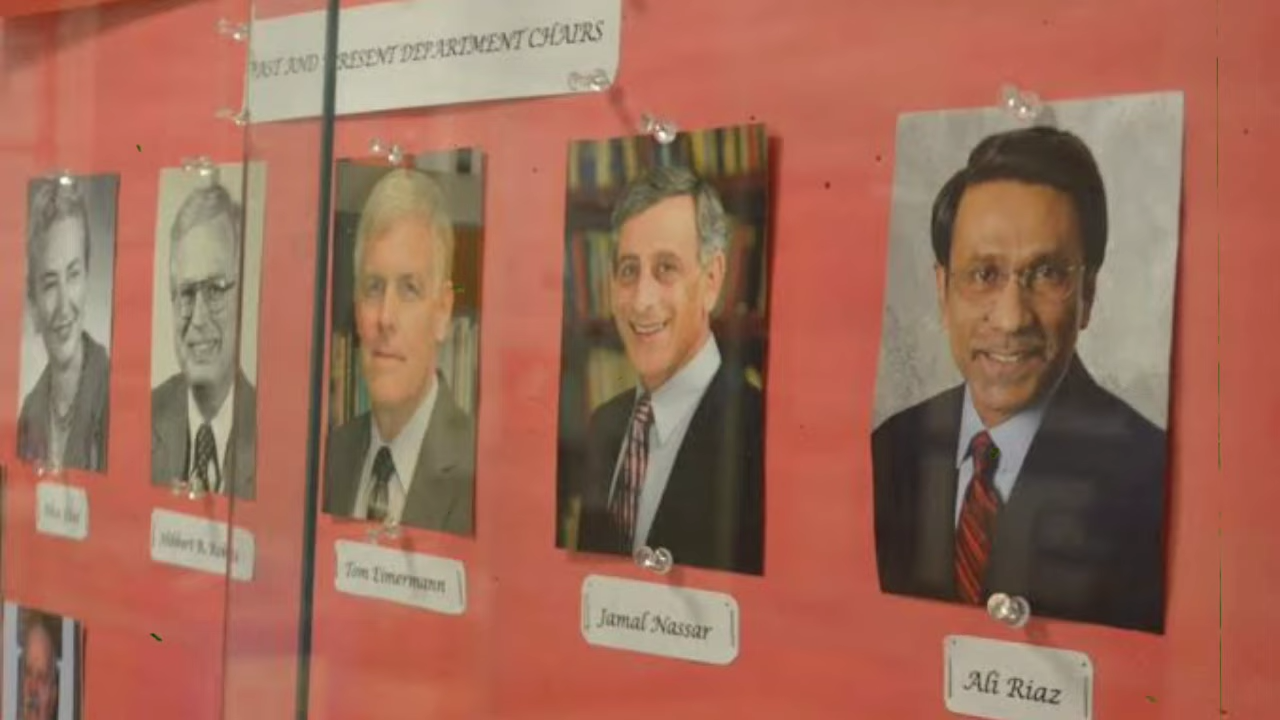 PAST AND PRESENT DEPARTMENT CHAIRS
Tom Eimermann
Jamal Nassar
Ali Riaz